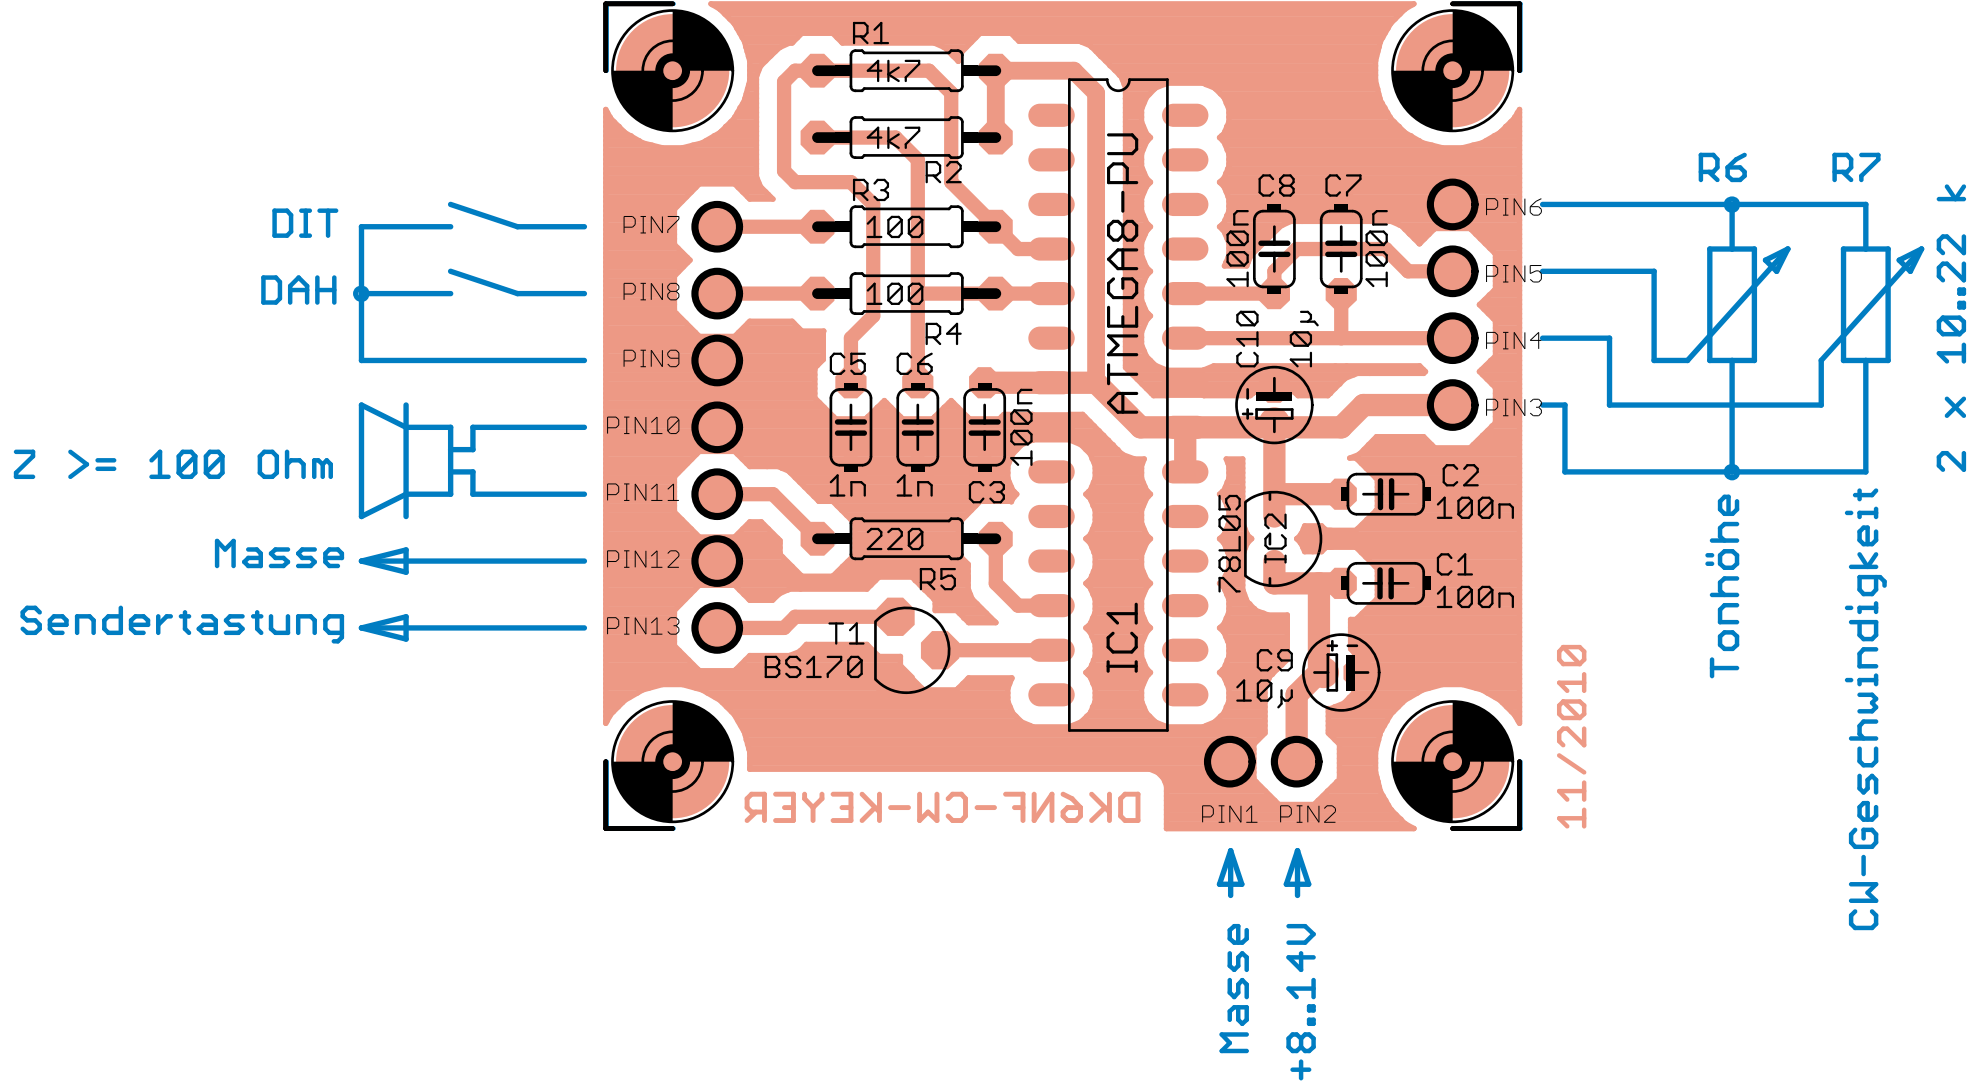 R1
4k7
4k7
R2
R3
100
100
R4
C5
C6
1n
1n
C3
100n
220
R5
T1
BS170
ATMEGA8-PU
IC1
C8
C7
100n
100n
C10
10µ
-
+
78L05
IC2
C2
100n
C1
100n
C9
10µ
+ -
PIN7
PIN8
PIN9
PIN10
PIN11
PIN12
PIN13
PIN6
PIN5
PIN4
PIN3
PIN1
PIN2
DIT
DAH
Z >= 100 Ohm
Masse
Sendertastung
R6
R7
2 x 10..22 k
Tonhöhe
CW-Geschwindigkeit
11/2010
DK6NF-CM-KEYER
Masse
+8..14V